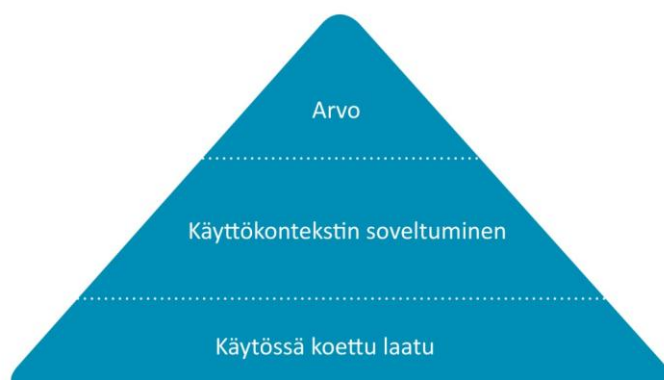 Arvo
Käyttökontekstin soveltuminen
Käytössä koettu laatu